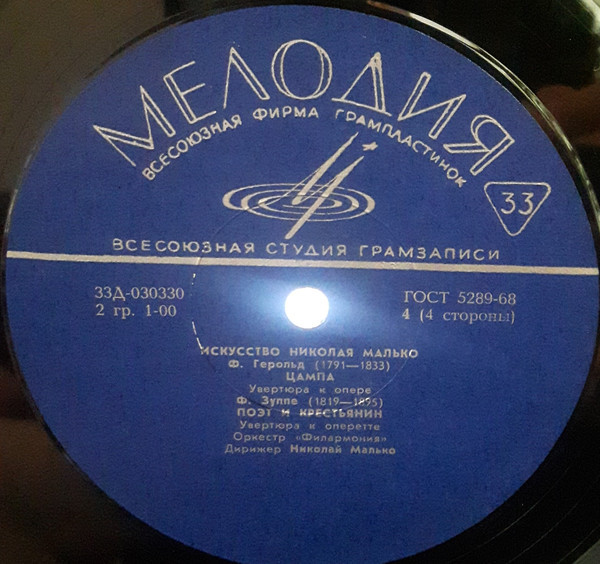 МЕЛОДИЯ
ВСЕСОЮЗНАЯ ФИРМА ГРАМПЛАСТИНОК
33
ВСЕСОЮЗНАЯ СТУДИЯ ГРАМЗАПИСИ
33Д-030330
2 гр. 1-00
ГОСТ 5289-68
4 (4 стороны)
ИСКУССТВО НИКОЛАЯ МАЛЬКО
Ф. Герольд (1791—1833)
ЦАМПА
Увертюра к опере
Ф. Зуппе (1819—1895)
ПОЭТ И КРЕСТЬЯНИН
Увертюра к оперетте
Оркестр «Филармония»
Дирижер Николай Малько